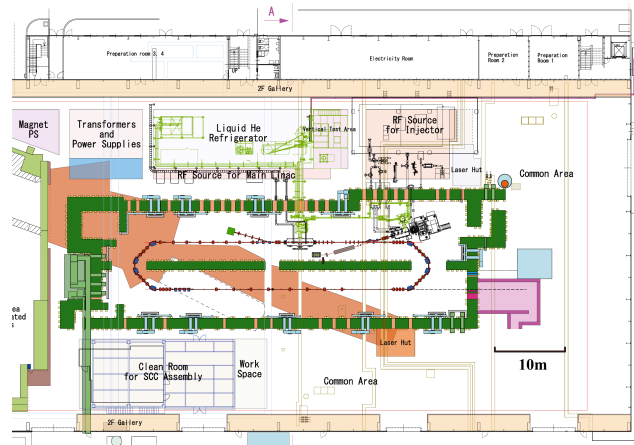 A
Preparation room 3, 4
UP
Electricity Room
Preparation
Room 2
Preparation
Room 1
2F Gallery
Magnet
PS
Transformers
and
Power Supplies
Liquid He
Refrigerator
Vertical Test Area
RF Source
for Injector
Laser Hut
Common Area
RF Source for Main Linac
ea
sted
s
10m
Laser Hut
Clean Room
for SCC Assembly
Work
Space
Common Area
2F Gallery